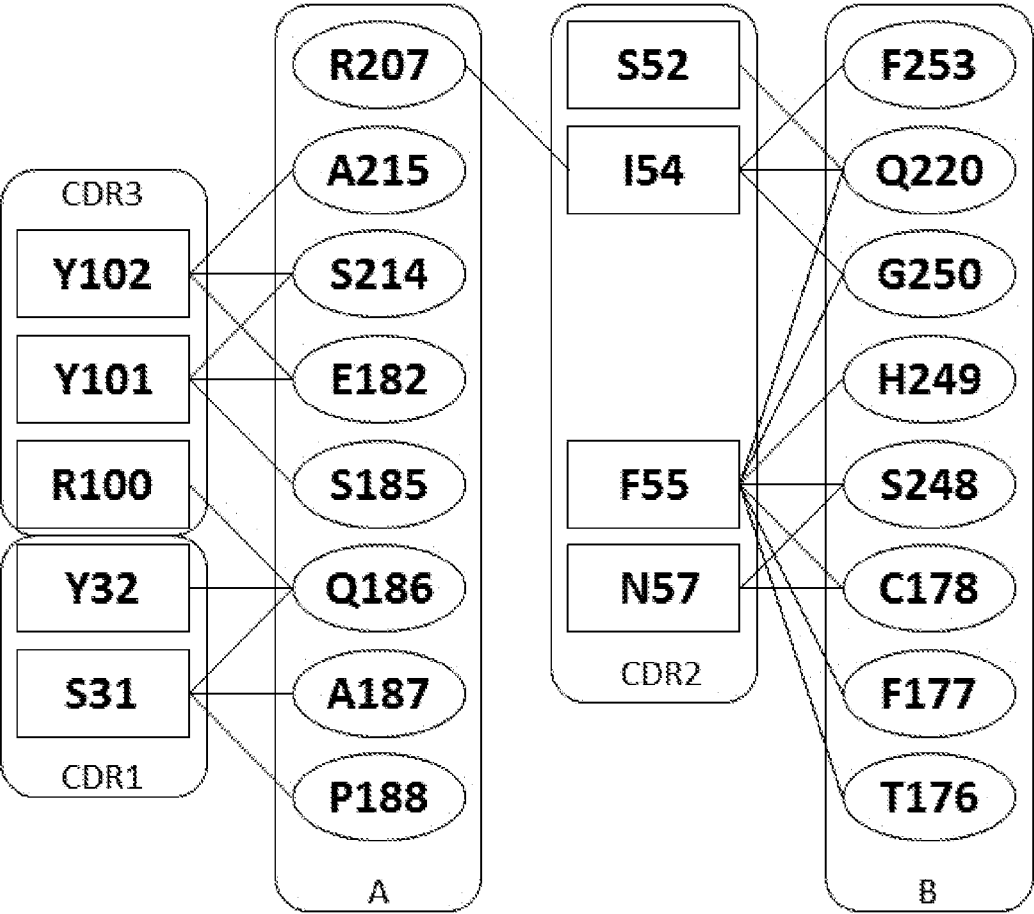 CDR3
Y102
Y101
R100
Y32
S31
CDR1
R207
A215
S214
E182
S185
Q186
A187
P188
A
S52
I54
F55
N57
CDR2
F253
Q220
G250
H249
S248
C178
F177
T176
B